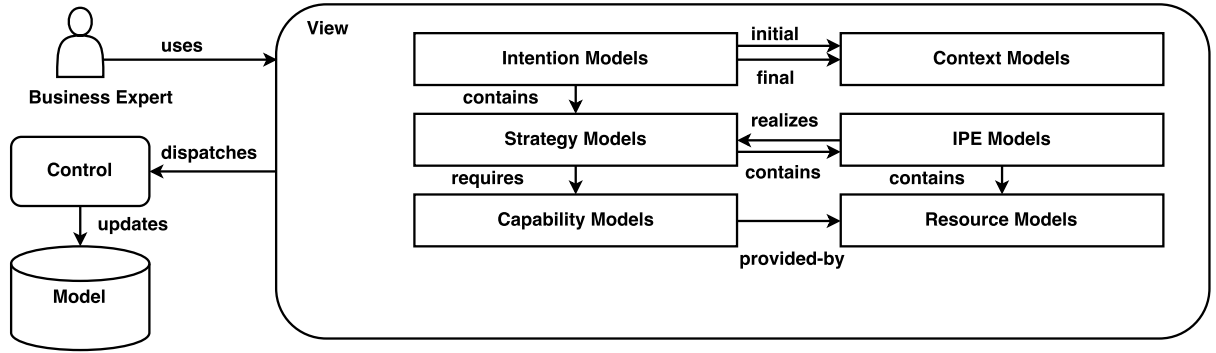 View
uses
Business Expert
Intention Models
initial
final
Context Models
contains
Strategy Models
realizes
contains
IPE Models
requires
contains
Capability Models
provided-by
Resource Models
dispatches
Control
updates
Model